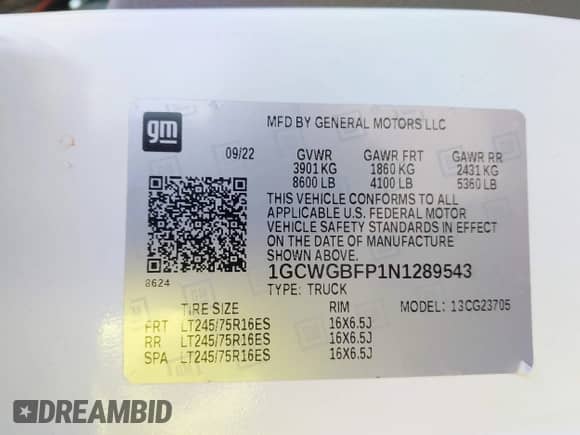 gm
MFD BY GENERAL MOTORS LLC
09/22 GVWR GAWR FRT GAWR RR
3901 KG 1860 KG 2431 KG
8600 LB 4100 LB 5360 LB
THIS VEHICLE CONFORMS TO ALL
APPLICABLE U.S. FEDERAL MOTOR
VEHICLE SAFETY STANDARDS IN EFFECT
ON THE DATE OF MANUFACTURE
SHOWN ABOVE.
8624
1GCWGBFP1N1289543
TYPE: TRUCK MODEL: 13CG23705
TIRE SIZE RIM
FRT LT245/75R16ES 16X6.5J
RR LT245/75R16ES 16X6.5J
SPA LT245/75R16ES 16X6.5J
DREAMBID